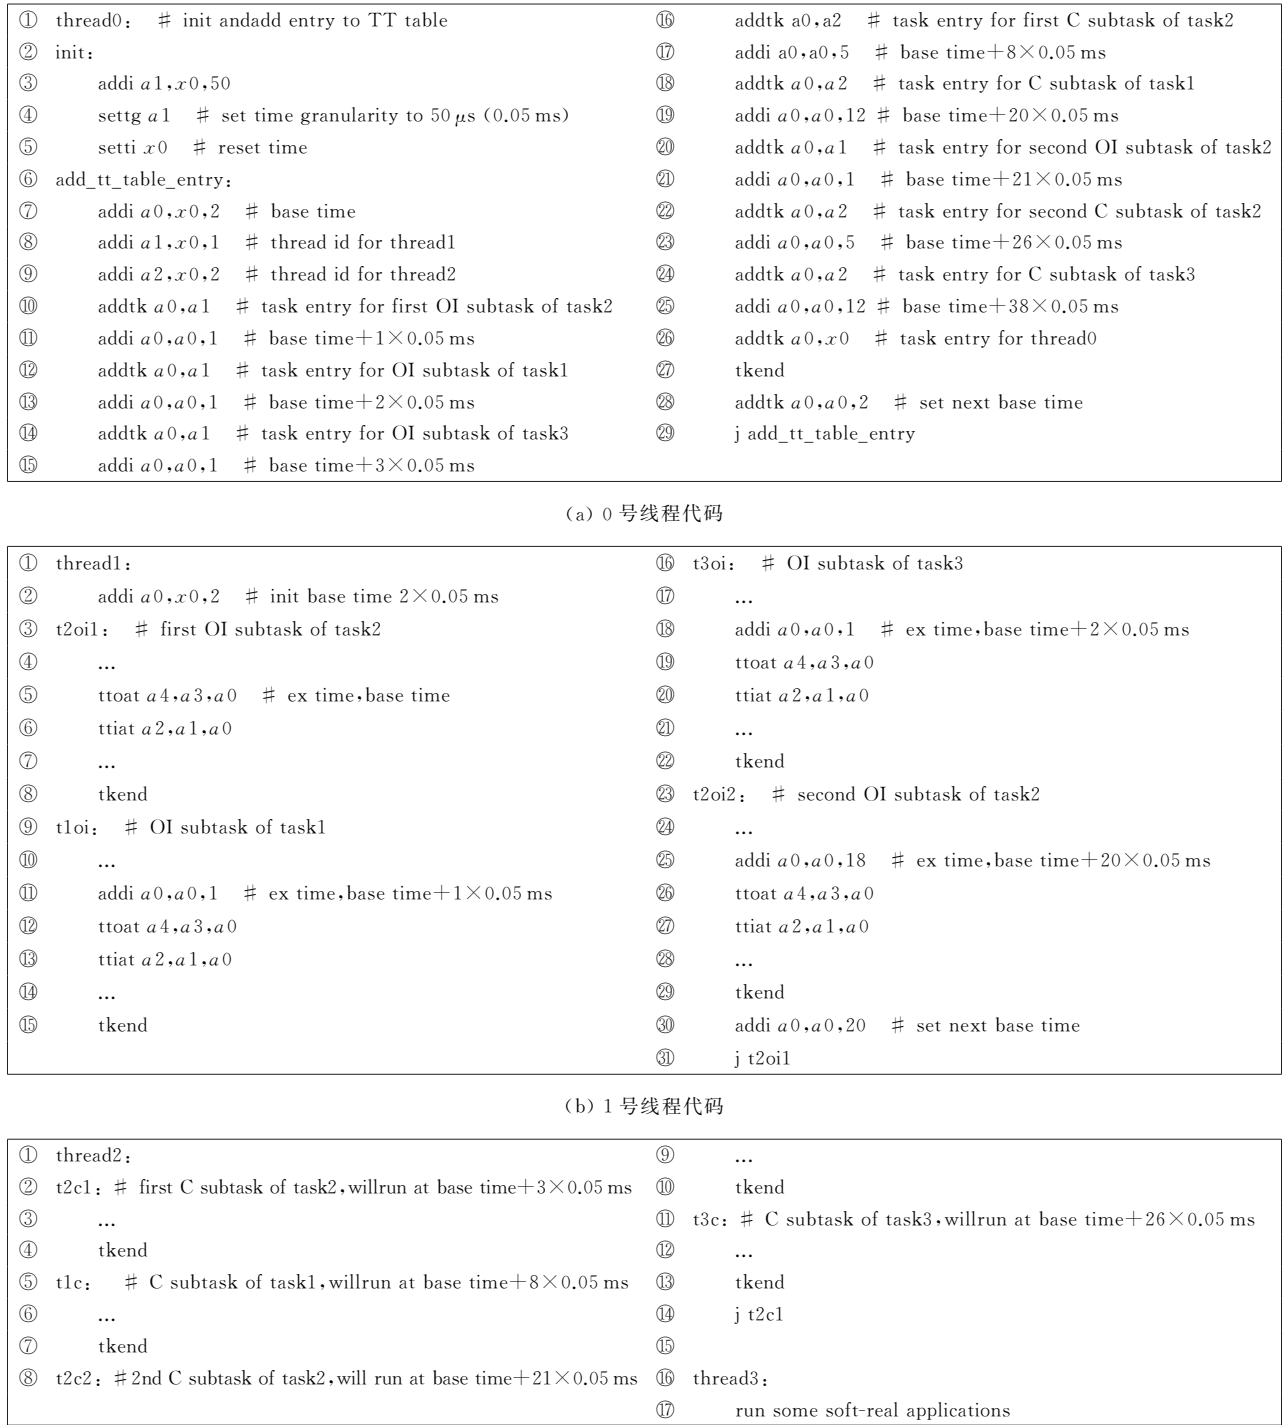 ① thread0: # init andadd entry to TT table
② init:
③ addi a1,x0,50
④ settg a1 # set time granularity to 50 μs (0.05 ms)
⑤ setti x0 # reset time
⑥ add_tt_table_entry:
⑦ addi a0,x0,2 # base time
⑧ addi a1,x0,1 # thread id for thread1
⑨ addi a2,x0,2 # thread id for thread2
⑩ addtk a0,a1 # task entry for first OI subtask of task2
⑪ addi a0,a0,1 # base time+1×0.05 ms
⑫ addtk a0,a1 # task entry for OI subtask of task1
⑬ addi a0,a0,1 # base time+2×0.05 ms
⑭ addtk a0,a1 # task entry for OI subtask of task3
⑮ addi a0,a0,1 # base time+3×0.05 ms
⑯ addtk a0,a2 # task entry for first C subtask of task2
⑰ addi a0,a0,5 # base time+8×0.05 ms
⑱ addtk a0,a2 # task entry for C subtask of task1
⑲ addi a0,a0,12 # base time+20×0.05 ms
⑳ addtk a0,a1 # task entry for second OI subtask of task2
㉑ addi a0,a0,1 # base time+21×0.05 ms
㉒ addtk a0,a2 # task entry for second C subtask of task2
㉓ addi a0,a0,5 # base time+26×0.05 ms
㉔ addtk a0,a2 # task entry for C subtask of task3
㉕ addi a0,a0,12 # base time+38×0.05 ms
㉖ addtk a0,x0 # task entry for thread0
㉗ tkend
㉘ addtk a0,a0,2 # set next base time
㉙ j add_tt_table_entry
(a) 0 号线程代码
① thread1:
② addi a0,x0,2 # init base time 2×0.05 ms
③ t2oi1: # first OI subtask of task2
④ ...
⑤ ttoat a4,a3,a0 # ex time,base time
⑥ ttiat a2,a1,a0
⑦ ...
⑧ tkend
⑨ t1oi: # OI subtask of task1
⑩ ...
⑪ addi a0,a0,1 # ex time,base time+1×0.05 ms
⑫ ttoat a4,a3,a0
⑬ ttiat a2,a1,a0
⑭ ...
⑮ tkend
⑯ t3oi: # OI subtask of task3
⑰ ...
⑱ addi a0,a0,1 # ex time,base time+2×0.05 ms
⑲ ttoat a4,a3,a0
⑳ ttiat a2,a1,a0
㉑ ...
㉒ tkend
㉓ t2oi2: # second OI subtask of task2
㉔ ...
㉕ addi a0,a0,18 # ex time,base time+20×0.05 ms
㉖ ttoat a4,a3,a0
㉗ ttiat a2,a1,a0
㉘ ...
㉙ tkend
㉚ addi a0,a0,20 # set next base time
㉛ j t2oi1
(b) 1 号线程代码
① thread2:
② t2c1: # first C subtask of task2,willrun at base time+3×0.05 ms
③ ...
④ tkend
⑤ t1c: # C subtask of task1,willrun at base time+8×0.05 ms
⑥ ...
⑦ tkend
⑧ t2c2: #2nd C subtask of task2,will run at base time+21×0.05 ms
⑨ ...
⑩ tkend
⑪ t3c: # C subtask of task3,willrun at base time+26×0.05 ms
⑫ ...
⑬ tkend
⑭ j t2c1
⑮
⑯ thread3:
⑰ run some soft-real applications